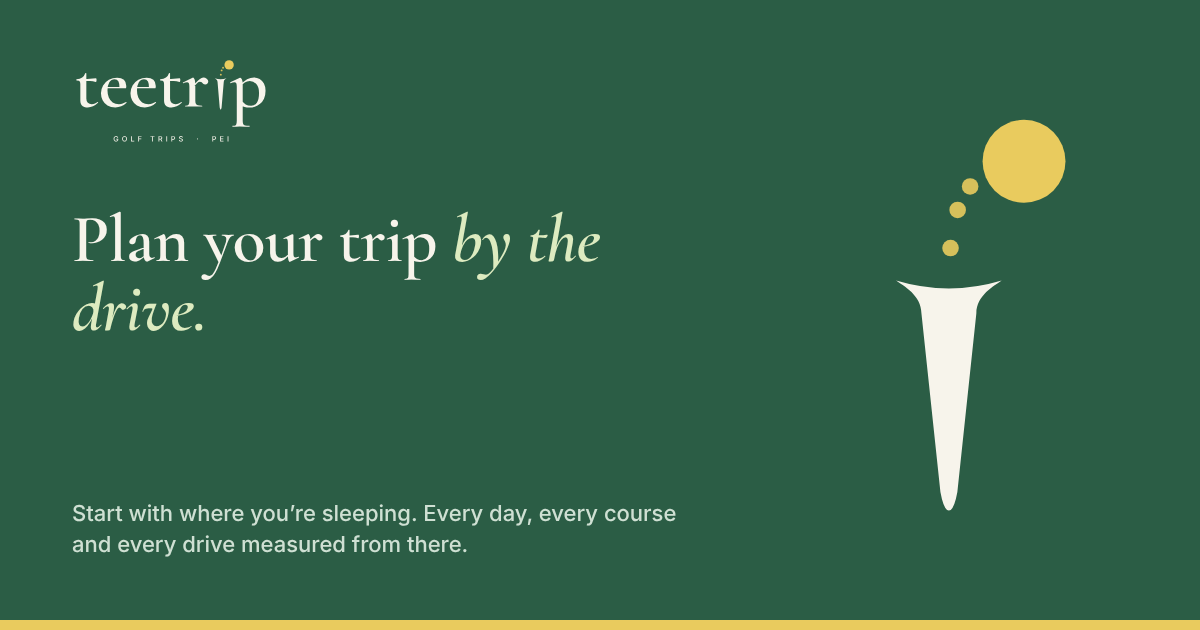 teetrip
GOLF TRIPS · PEI
Plan your trip by the
drive.
Start with where you’re sleeping. Every day, every course
and every drive measured from there.